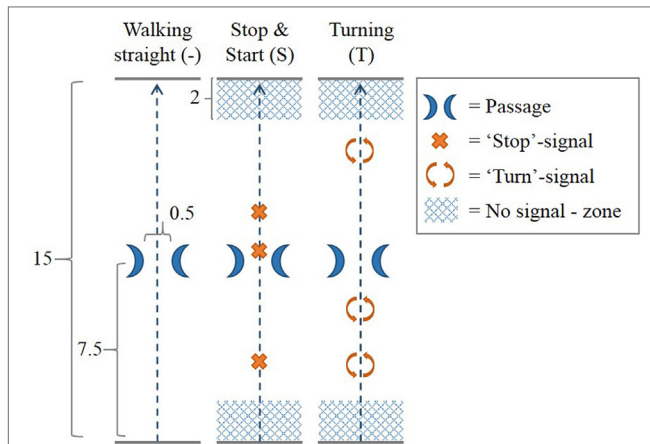 Walking
straight (-)
Stop &
Start (S)
Turning
(T)
2
0.5
15
7.5
= Passage
= ‘Stop’-signal
= ‘Turn’-signal
= No signal - zone